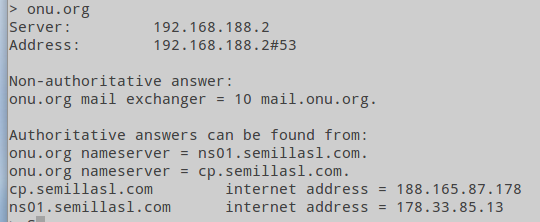 > onu.org
Server: 192.168.188.2
Address: 192.168.188.2#53
Non-authoritative answer:
onu.org mail exchanger = 10 mail.onu.org.
Authoritative answers can be found from:
onu.org nameserver = ns01.semillasl.com.
onu.org nameserver = cp.semillasl.com.
cp.semillasl.com internet address = 188.165.87.178
ns01.semillasl.com internet address = 178.33.85.13